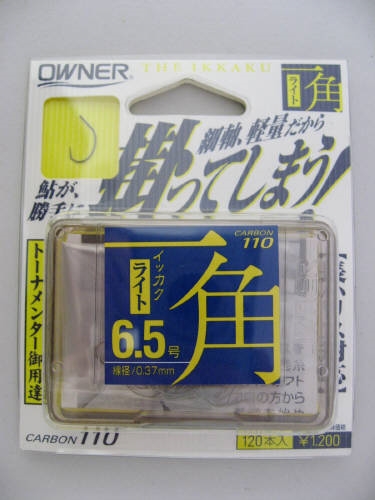 OWNER
THE IKKAKU
一角
ライト
細軸、軽量だから
掛ってしまう!
鮎が、
勝手に
トーナメンター御用達
一角
イッカク
ライト
6.5号
線径/0.37mm
CARBON 110
CARBON 110
120本入
¥1,200